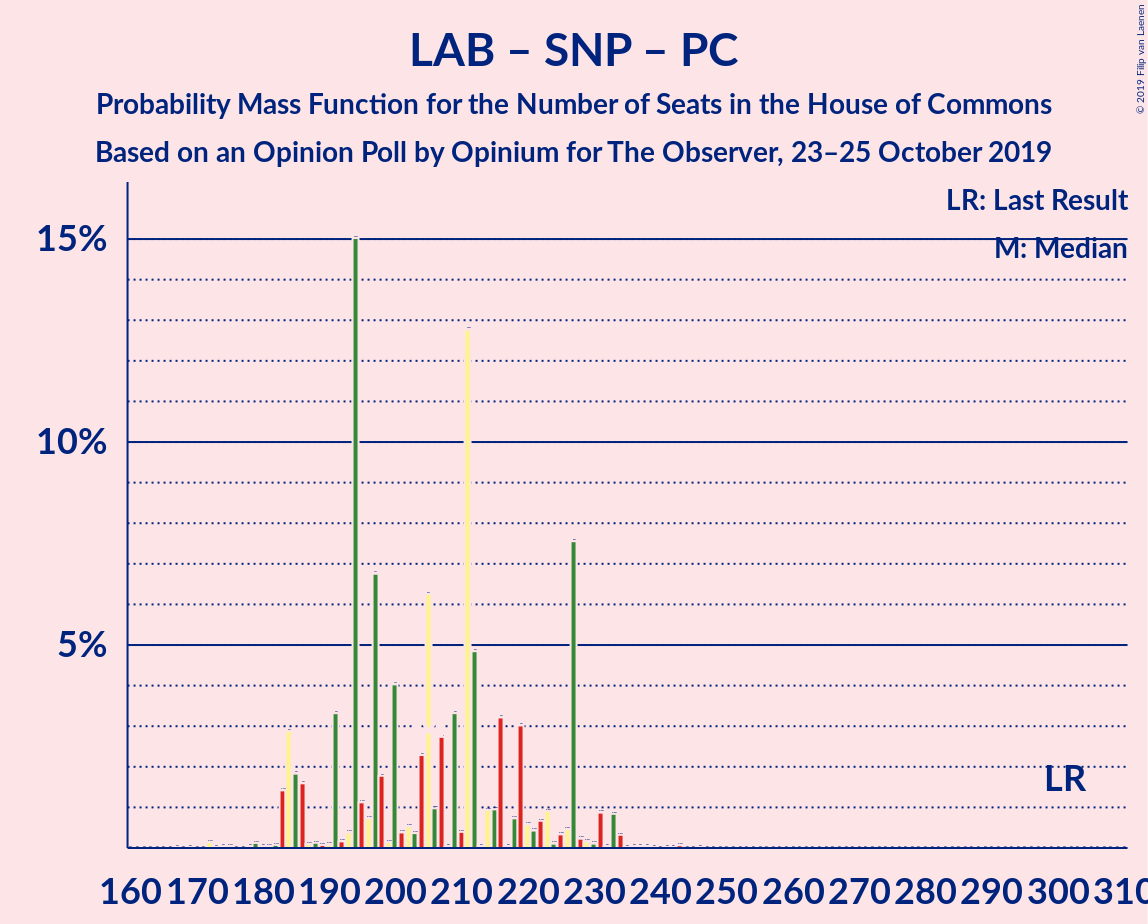 LAB – SNP – PC
Probability Mass Function for the Number of Seats in the House of Commons
Based on an Opinion Poll by Opinium for The Observer, 23–25 October 2019
© 2019 Filip van Laenen
LR: Last Result
M: Median
15%
10%
5%
LR
160 170 180 190 200 210 220 230 240 250 260 270 280 290 300 310